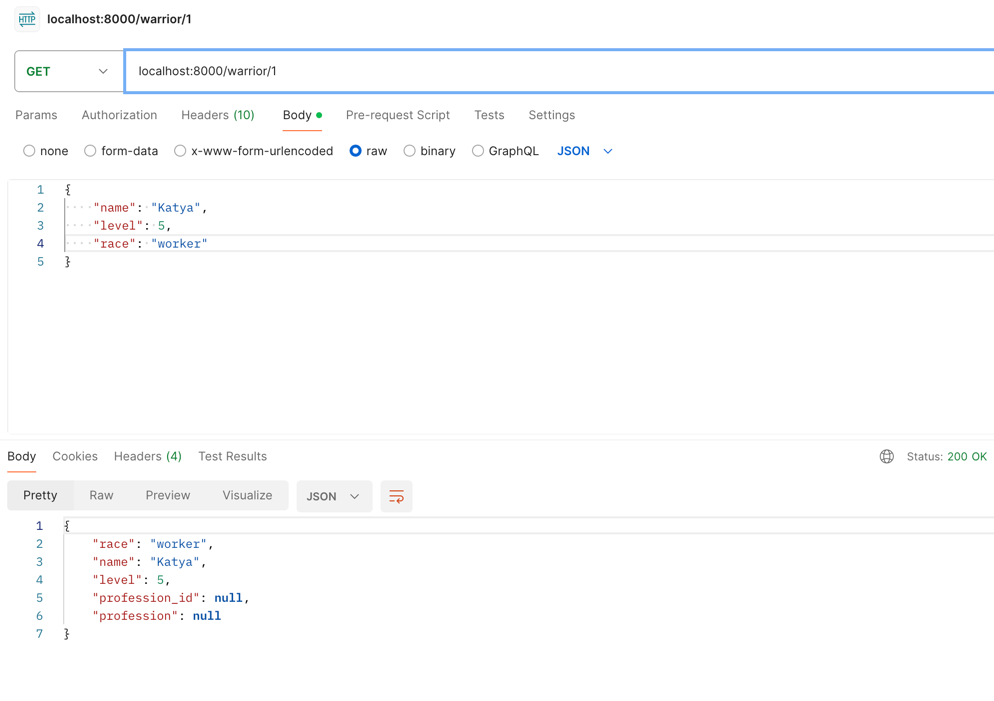 HTTP localhost:8000/warrior/1
GET localhost:8000/warrior/1
Params Authorization Headers (10) Body Pre-request Script Tests Settings
none form-data x-www-form-urlencoded raw binary GraphQL JSON
1 {
2 "name": "Katya",
3 "level": 5,
4 "race": "worker"
5 }
Body Cookies Headers (4) Test Results Status: 200 OK
Pretty Raw Preview Visualize JSON
1 {
2 "race": "worker",
3 "name": "Katya",
4 "level": 5,
5 "profession_id": null,
6 "profession": null
7 }